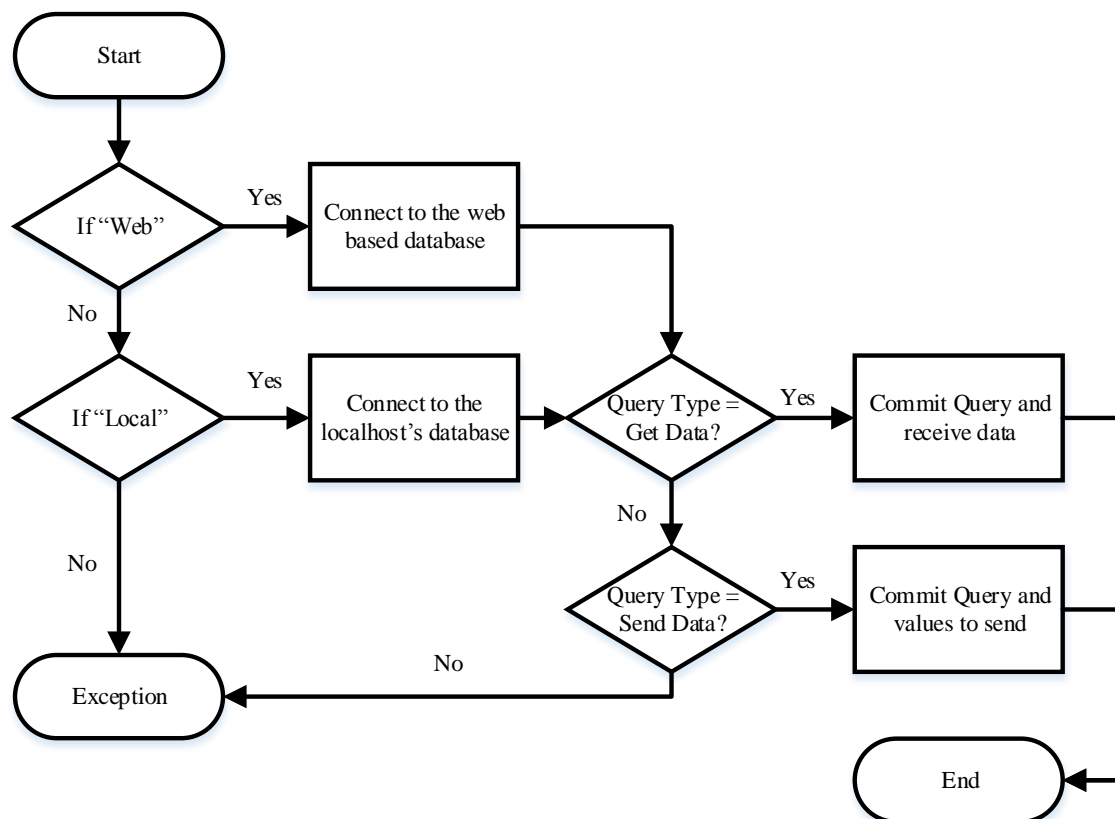 Start
If “Web”
Yes
Connect to the web
based database
No
If “Local”
Yes
Connect to the
localhost’s database
Query Type =
Get Data?
Yes
Commit Query and
receive data
No
No
Query Type =
Send Data?
Yes
Commit Query and
values to send
No
Exception
End